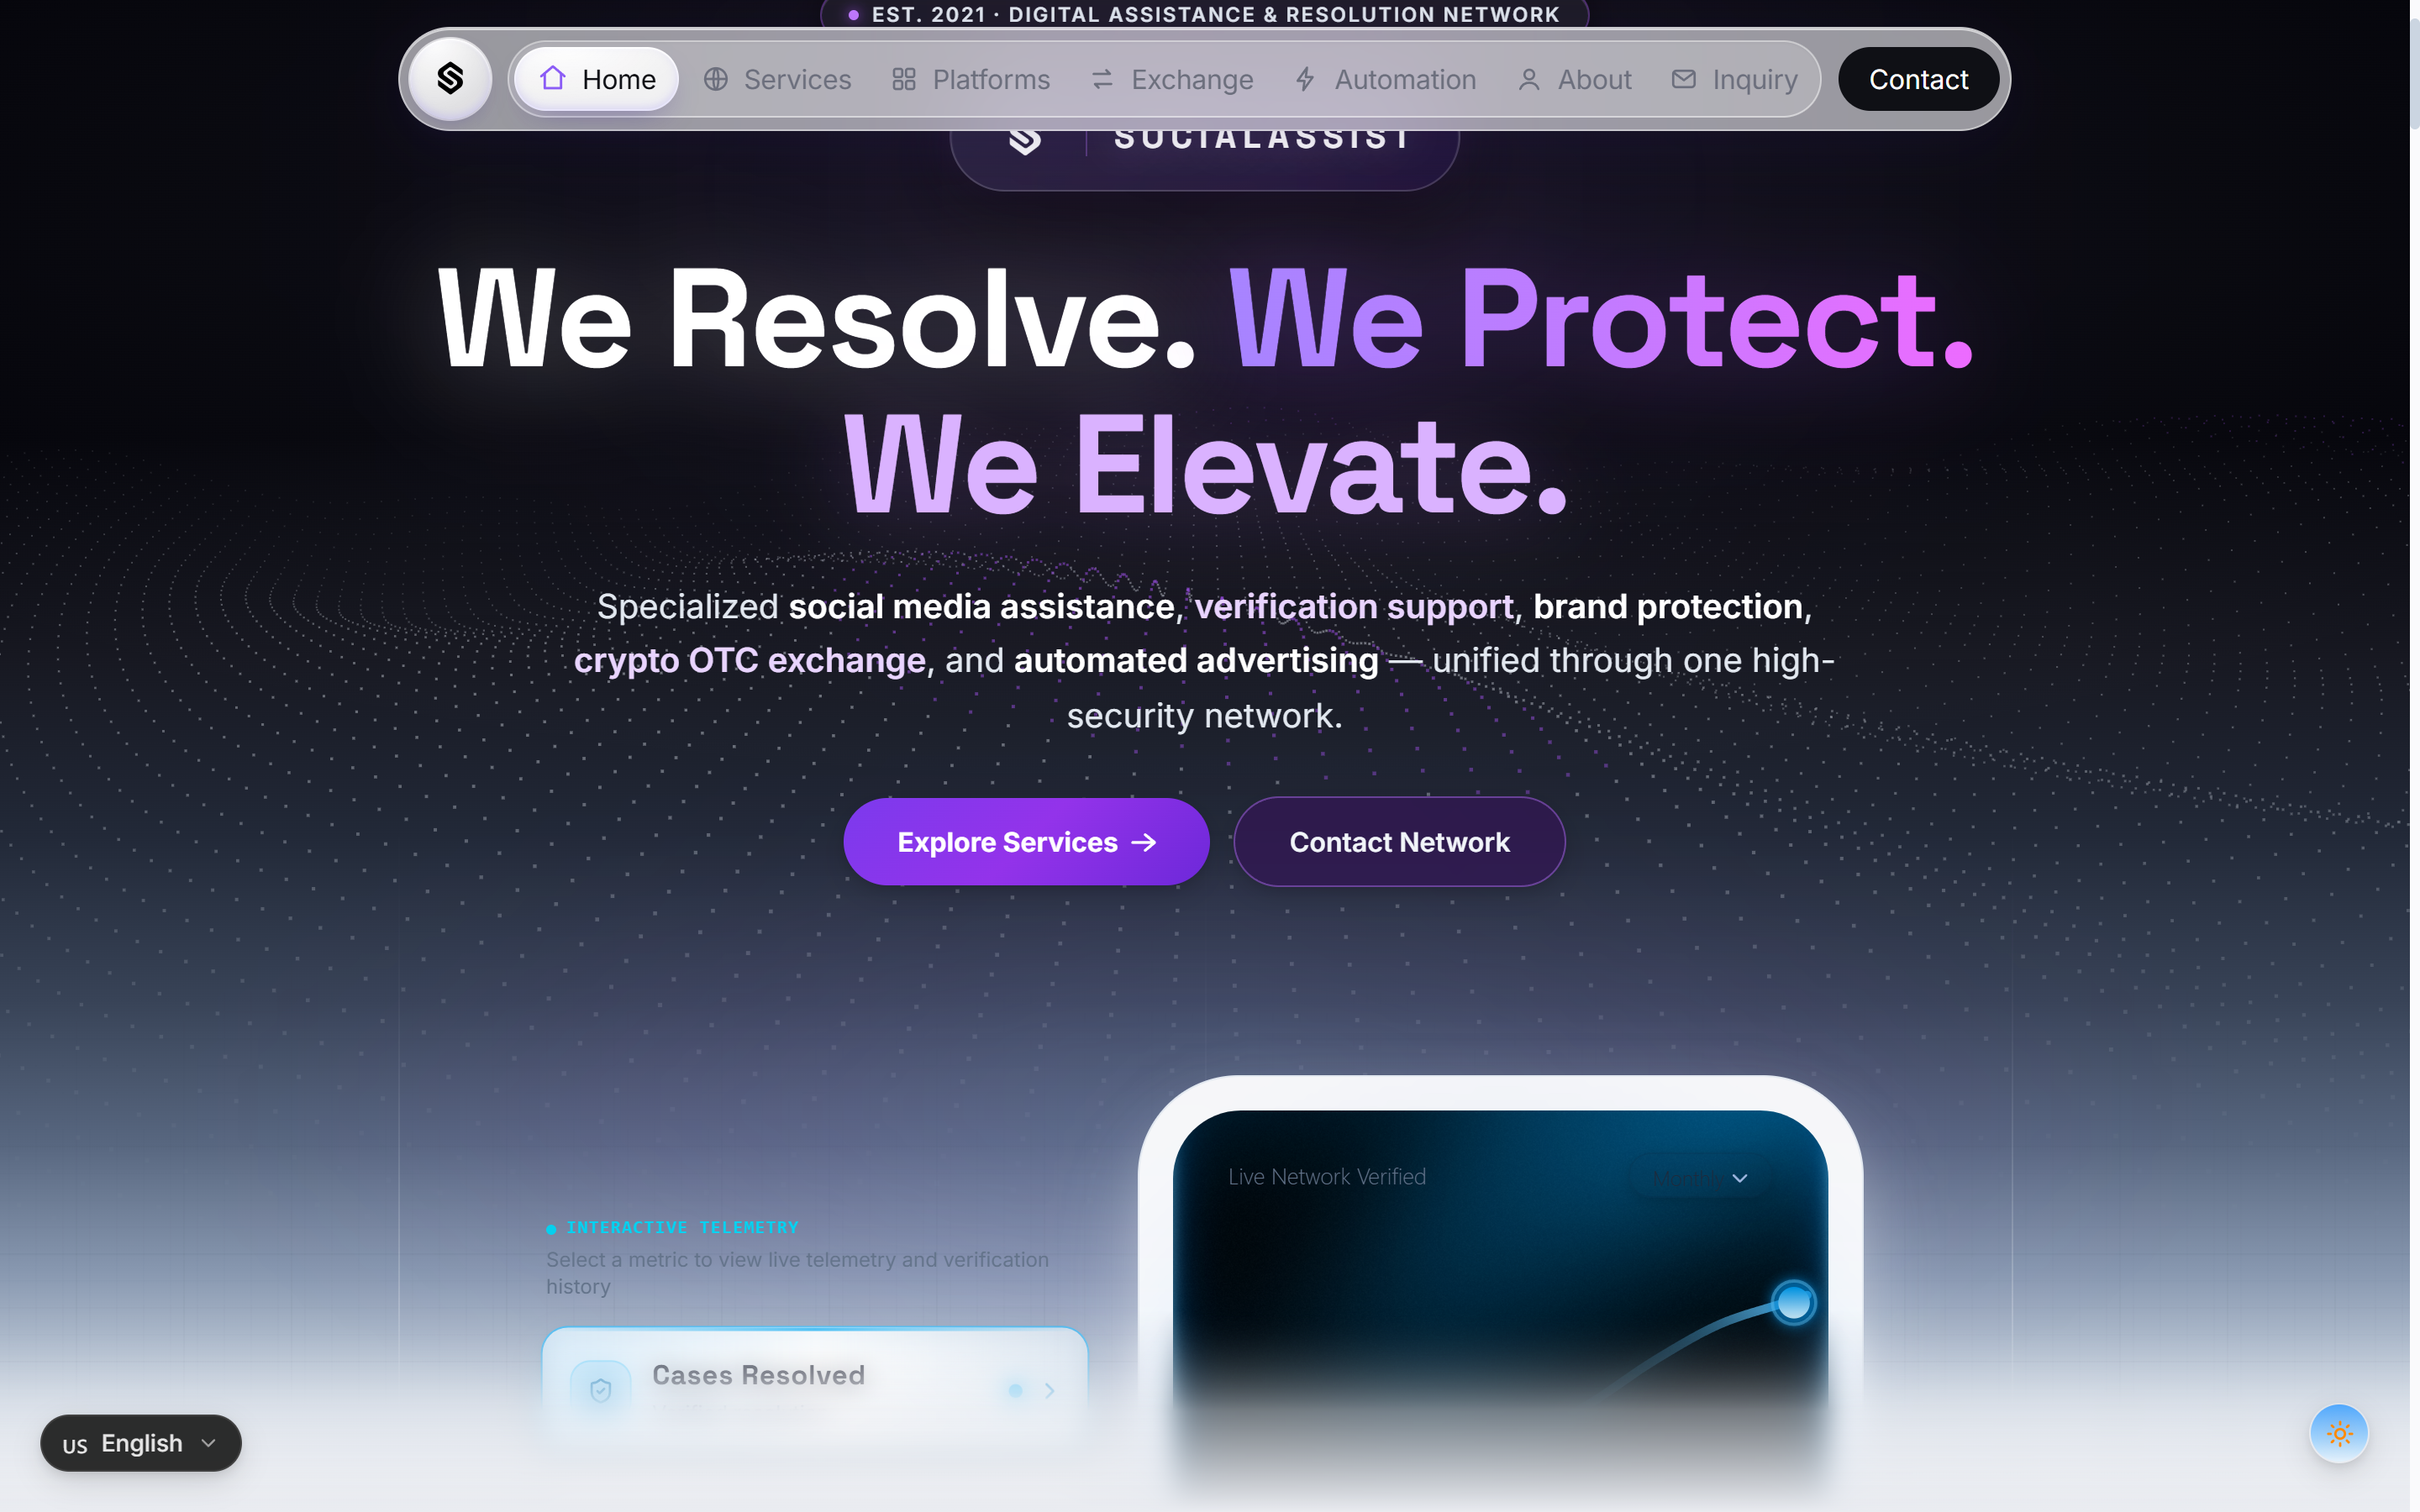 EST. 2021 · DIGITAL ASSISTANCE & RESOLUTION NETWORK
Home Services Platforms Exchange Automation About Inquiry Contact
SOCIALASSIST
We Resolve. We Protect.
We Elevate.
Specialized social media assistance, verification support, brand protection,
crypto OTC exchange, and automated advertising — unified through one high-
security network.
Explore Services →
Contact Network
Live Network Verified
Monthly
INTERACTIVE TELEMETRY
Select a metric to view live telemetry and verification
history
Cases Resolved
US English